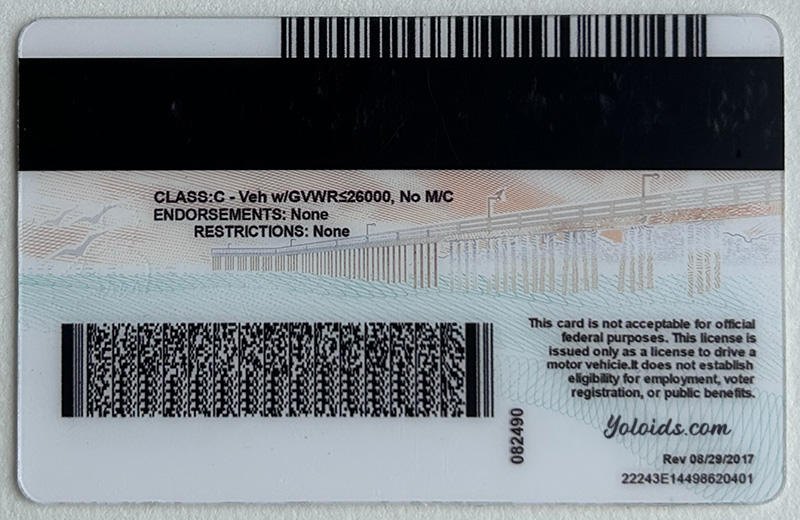 CLASS:C - Veh w/GVWR≤26000, No M/C
ENDORSEMENTS: None
RESTRICTIONS: None
This card is not acceptable for official
federal purposes. This license is
issued only as a license to drive a
motor vehicie.It does not establish
eligibility for employment, voter
registration, or public benefits.
Yoloids.com
082490
Rev 08/29/2017
22243E14498620401